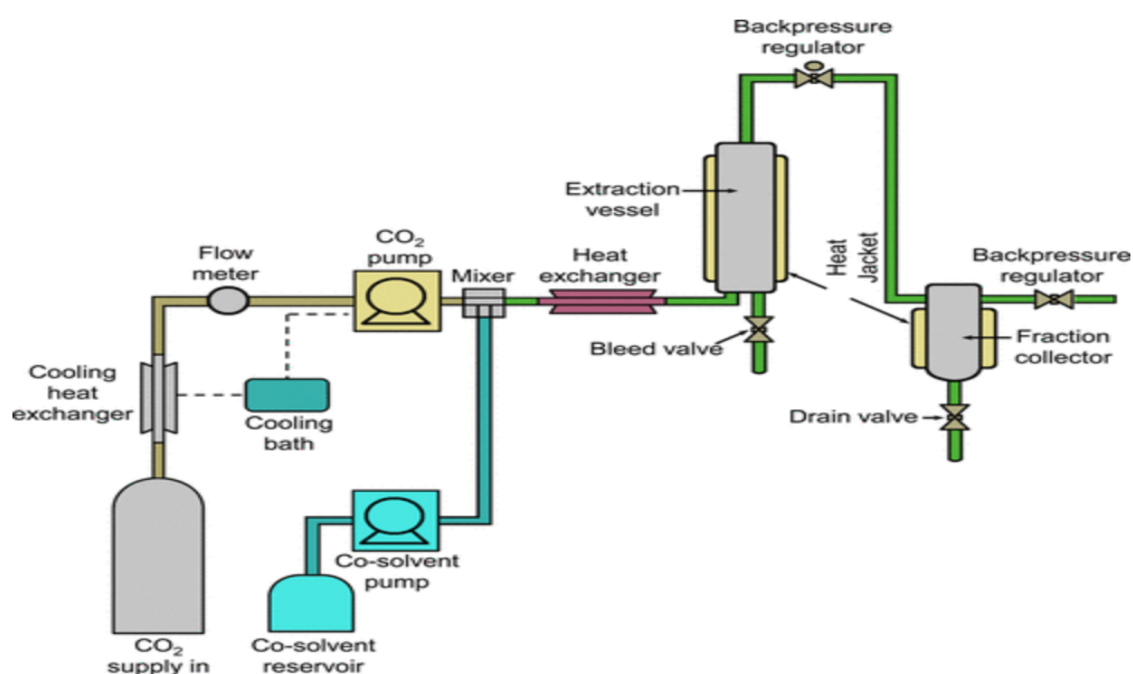 Backpressure
regulator
Extraction
vessel
CO₂
pump
Flow
meter
Mixer
Heat
exchanger
Heat
Jacket
Backpressure
regulator
Bleed valve
Fraction
collector
Cooling
heat
exchanger
Cooling
bath
Drain valve
Co-solvent
pump
CO₂
supply in
Co-solvent
reservoir